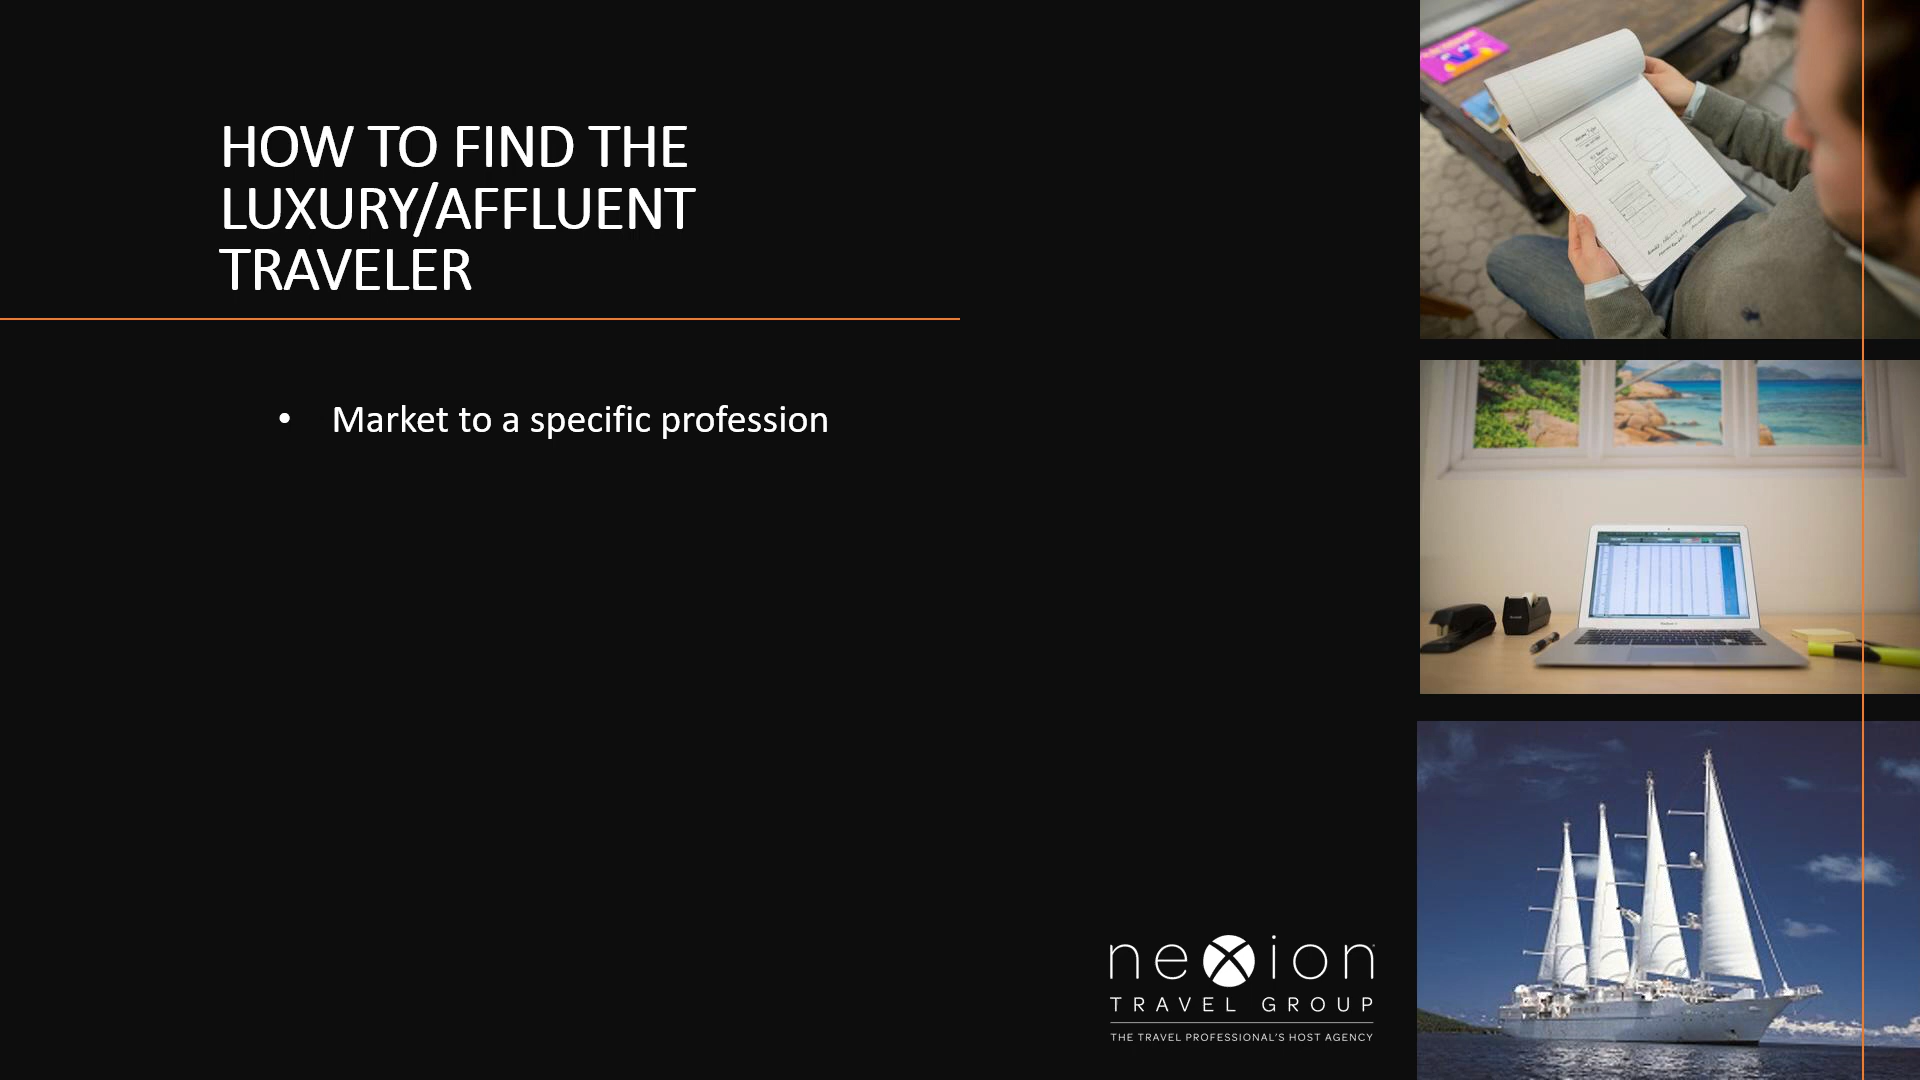 HOW TO FIND THE
LUXURY/AFFLUENT
TRAVELER
• Market to a specific profession
nexion
TRAVEL GROUP
THE TRAVEL PROFESSIONAL'S HOST AGENCY